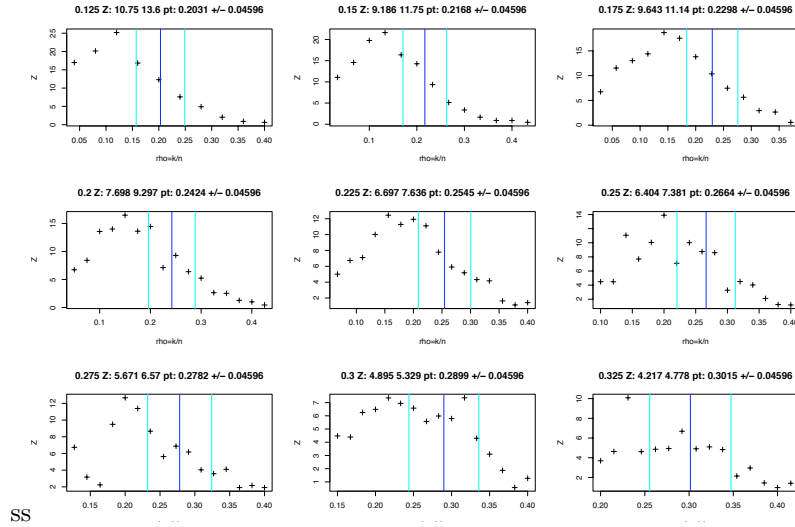 0.125 Z: 10.75 13.6 pt: 0.2031 +/− 0.04596
0.15 Z: 9.186 11.75 pt: 0.2168 +/− 0.04596
0.175 Z: 9.643 11.14 pt: 0.2298 +/− 0.04596
Z
0 5 10 15 20 25
0.05 0.10 0.15 0.20 0.25 0.30 0.35 0.40
rho=k/n
Z
0 5 10 15 20
0.1 0.2 0.3 0.4
rho=k/n
Z
0 5 10 15
0.05 0.10 0.15 0.20 0.25 0.30 0.35
rho=k/n
0.2 Z: 7.698 9.297 pt: 0.2424 +/− 0.04596
0.225 Z: 6.697 7.636 pt: 0.2545 +/− 0.04596
0.25 Z: 6.404 7.381 pt: 0.2664 +/− 0.04596
Z
0 5 10 15
0.1 0.2 0.3 0.4
rho=k/n
Z
2 4 6 8 10 12
0.10 0.15 0.20 0.25 0.30 0.35 0.40
rho=k/n
Z
2 4 6 8 10 14
0.10 0.15 0.20 0.25 0.30 0.35 0.40
rho=k/n
0.275 Z: 5.671 6.57 pt: 0.2782 +/− 0.04596
0.3 Z: 4.895 5.329 pt: 0.2899 +/− 0.04596
0.325 Z: 4.217 4.778 pt: 0.3015 +/− 0.04596
Z
2 4 6 8 10 12
0.15 0.20 0.25 0.30 0.35 0.40
Z
1 2 3 4 5 6 7
0.15 0.20 0.25 0.30 0.35 0.40
Z
2 4 6 8 10
0.20 0.25 0.30 0.35 0.40
ss